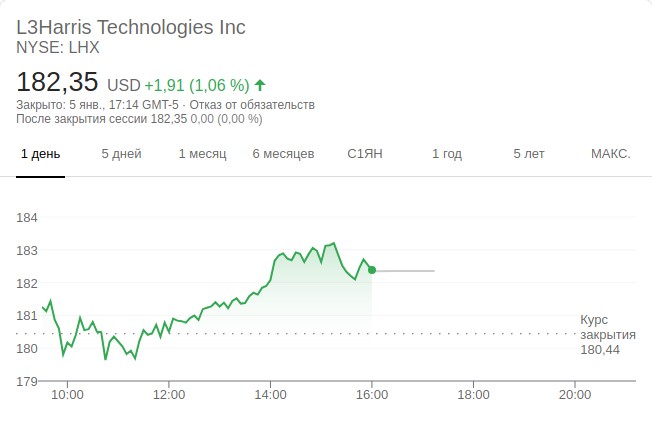 L3Harris Technologies Inc
NYSE: LHX
182,35 USD +1,91 (1,06 %)
Закрыто: 5 янв., 17:14 GMT-5 · Отказ от обязательств
После закрытия сессии 182,35 0,00 (0,00 %)
1 день 5 дней 1 месяц 6 месяцев С1ЯН 1 год 5 лет МАКС.
184
183
182
181
180
179
Курс
закрытия
180,44
10:00 12:00 14:00 16:00 18:00 20:00